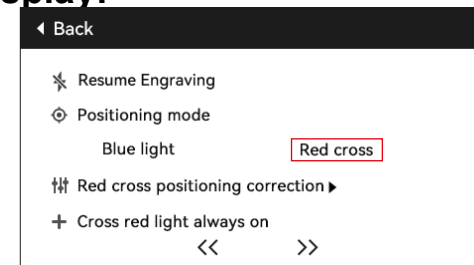 Back
Resume Engraving
Positioning mode
Blue light Red cross
Red cross positioning correction
Cross red light always on
<< >>